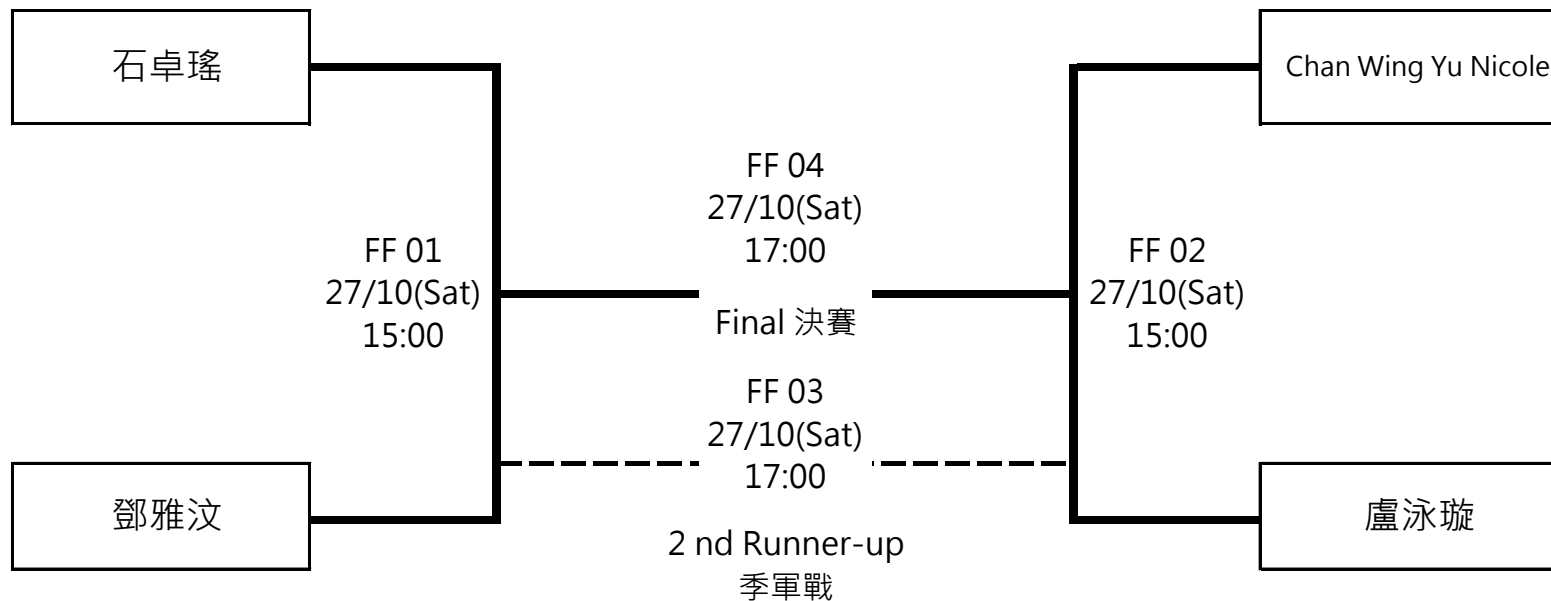 石卓瑤
Chan Wing Yu Nicole
FF 04
27/10(Sat)
17:00
FF 01
27/10(Sat)
15:00
FF 02
27/10(Sat)
15:00
Final 決賽
FF 03
27/10(Sat)
17:00
鄧雅汶
盧泳璇
2 nd Runner-up
季軍戰